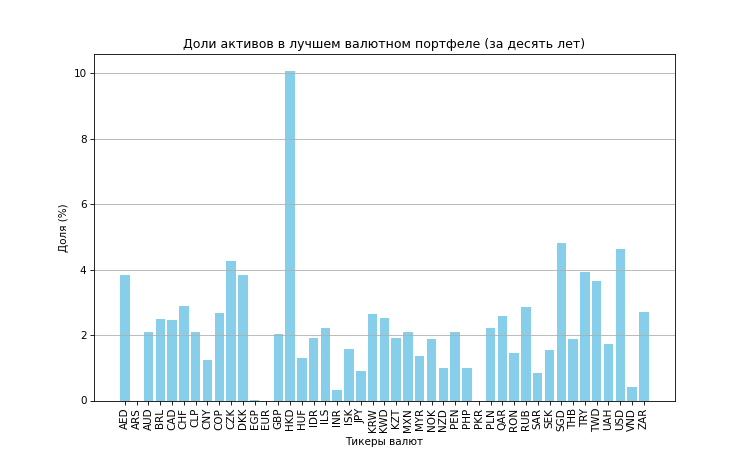 Доли активов в лучшем валютном портфеле (за десять лет)
Доля (%)
10
8
6
4
2
0
AED ARS AUD BRL CAD CHF CLP CNY COP CZK DKK EGP EUR GBP HKD HUF IDR ILS INR ISK JPY KRW KWD KZT MXN MYR NOK NZD PEN PHP PKR PLN QAR RON RUB SAR SEK SGD THB TRY TWD UAH USD VND ZAR
Тикеры валют